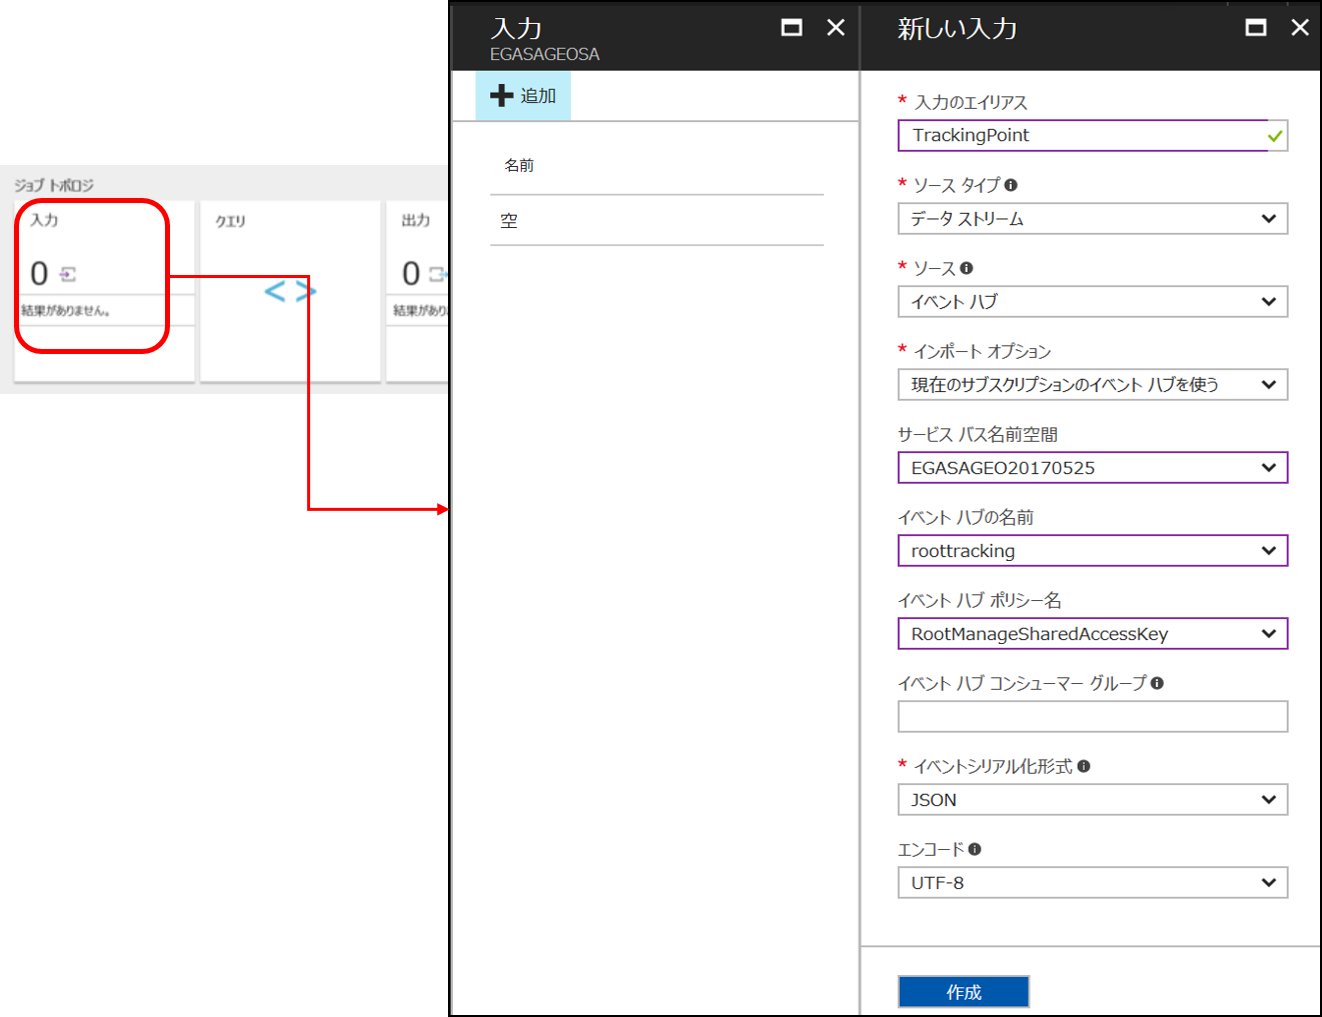 ジョブ トポロジ
入力
0
結果がありません。
クエリ
< >
出力
0
結果があり
入力
EGASAGEOSA
追加
名前
空
新しい入力
* 入力のエイリアス
TrackingPoint
* ソース タイプ
データ ストリーム
* ソース
イベント ハブ
* インポート オプション
現在のサブスクリプションのイベント ハブを使う
サービス バス名前空間
EGASAGEO20170525
イベント ハブの名前
roottracking
イベント ハブ ポリシー名
RootManageSharedAccessKey
イベント ハブ コンシューマー グループ
* イベントシリアル化形式
JSON
エンコード
UTF-8
作成